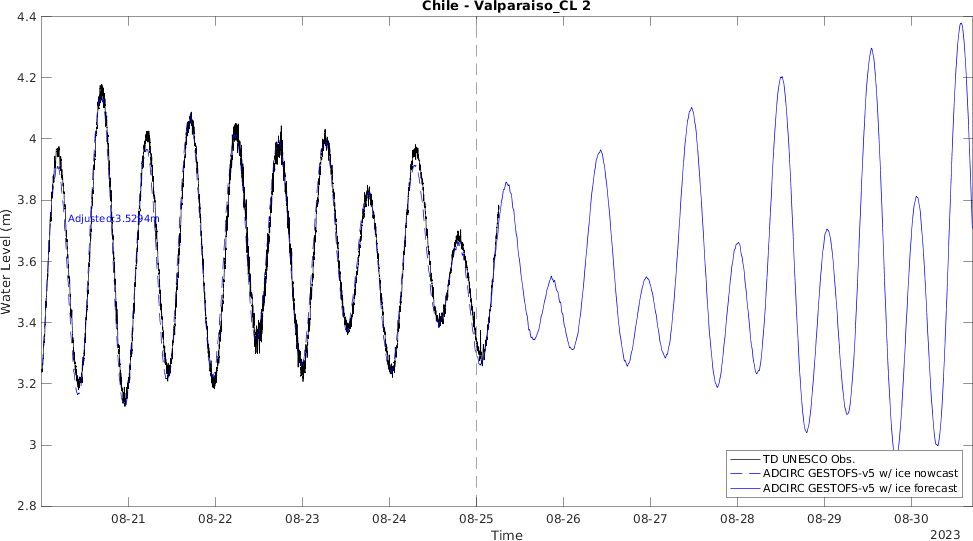 Chile - Valparaiso_CL 2
4.4
4.2
4
3.8
3.6
3.4
3.2
3
2.8
Water Level (m)
Adjusted:3.5294m
TD UNESCO Obs.
ADCIRC GESTOFS-v5 w/ ice nowcast
ADCIRC GESTOFS-v5 w/ ice forecast
08-21 08-22 08-23 08-24 08-25 08-26 08-27 08-28 08-29 08-30
Time
2023